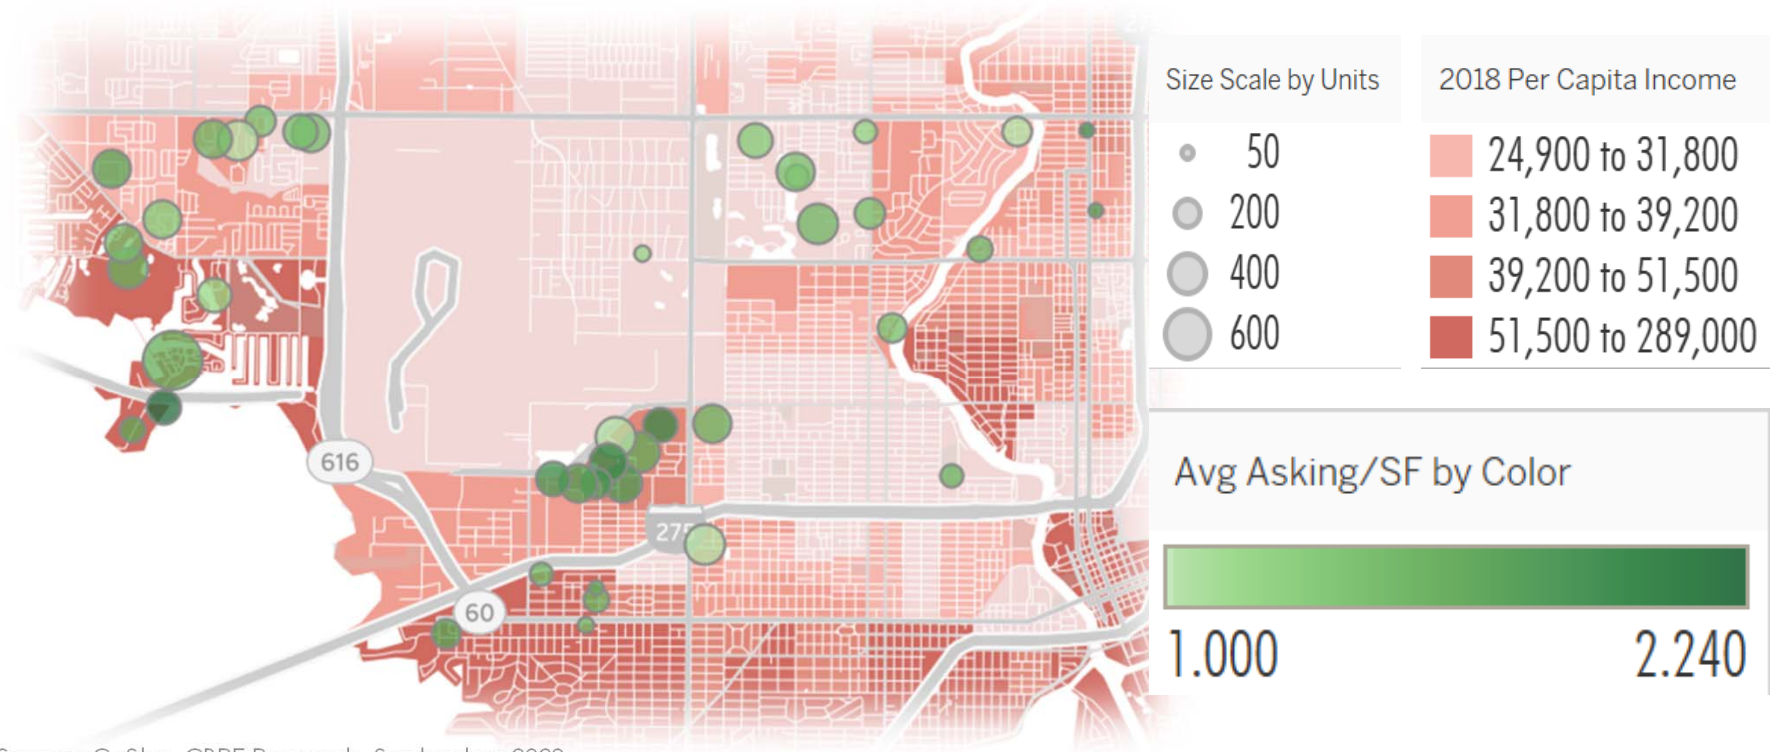 Size Scale by Units
50
200
400
600
2018 Per Capita Income
24,900 to 31,800
31,800 to 39,200
39,200 to 51,500
51,500 to 289,000
Avg Asking/SF by Color
1.000
2.240
616
275
60